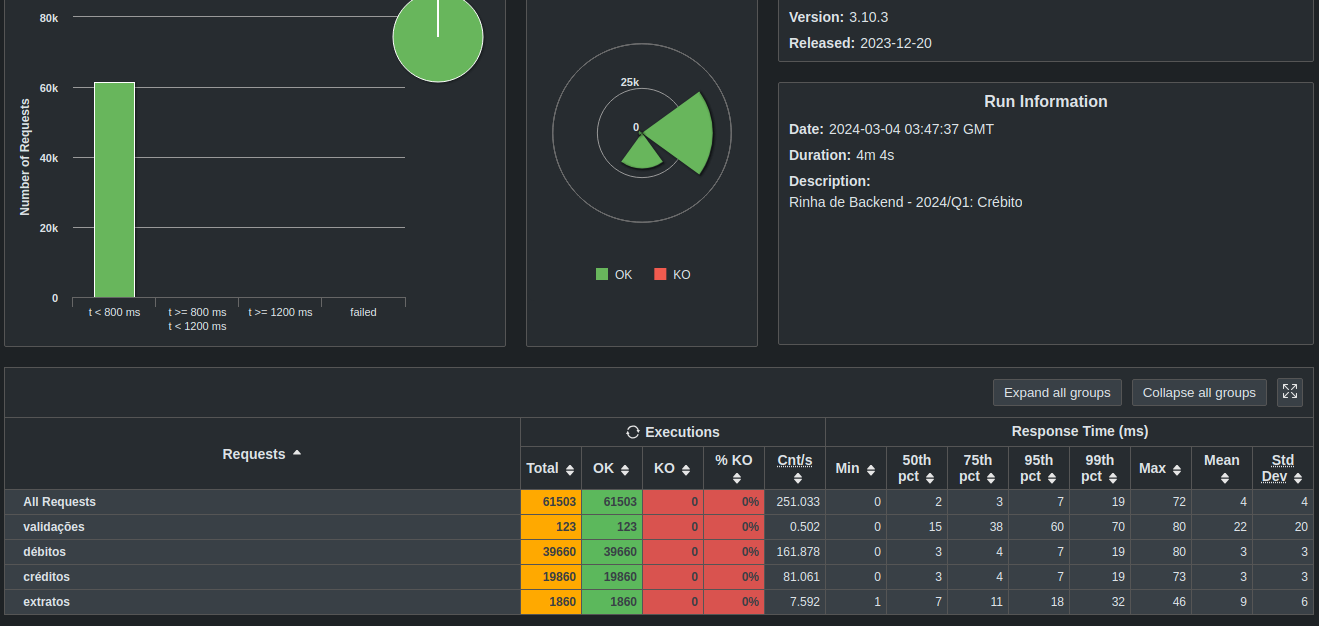 80k
60k
40k
20k
0
Number of Requests
t < 800 ms
t >= 800 ms
t < 1200 ms
t >= 1200 ms
failed
25k
0
OK
KO
Version: 3.10.3
Released: 2023-12-20
Run Information
Date: 2024-03-04 03:47:37 GMT
Duration: 4m 4s
Description:
Rinha de Backend - 2024/Q1: Crébito
Expand all groups
Collapse all groups
Requests
Executions
Response Time (ms)
Total OK KO % KO Cnt/s Min 50th pct 75th pct 95th pct 99th pct Max Mean Std Dev
All Requests 61503 61503 0 0% 251.033 0 2 3 7 19 72 4 4
validações 123 123 0 0% 0.502 0 15 38 60 70 80 22 20
débitos 39660 39660 0 0% 161.878 0 3 4 7 19 80 3 3
créditos 19860 19860 0 0% 81.061 0 3 4 7 19 73 3 3
extratos 1860 1860 0 0% 7.592 1 7 11 18 32 46 9 6